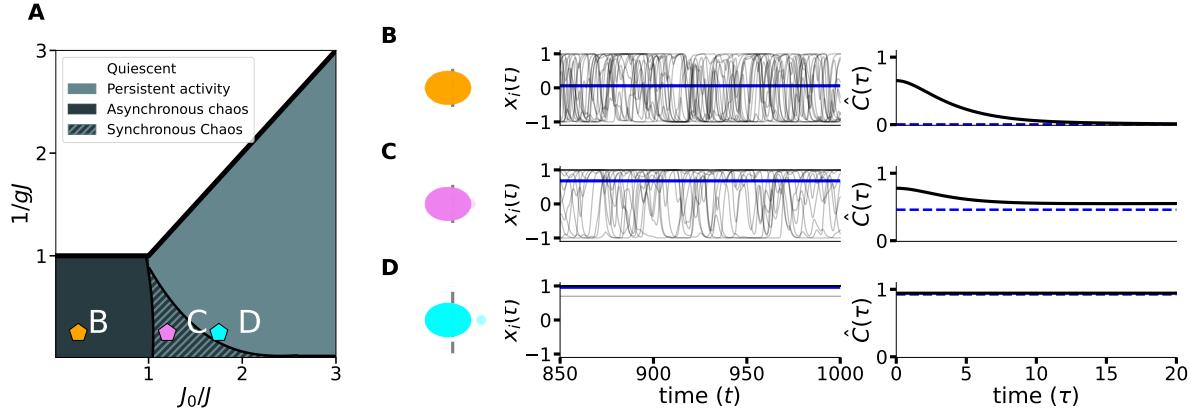 A
3
2
1
1/gJ
Quiescent
Persistent activity
Asynchronous chaos
Synchronous Chaos
B
C
D
1
2
3
J₀/J
B
1
0
−1
xᵢ(t)
1
0
Ĉ(τ)
C
1
0
−1
xᵢ(t)
1
0
Ĉ(τ)
D
1
0
−1
xᵢ(t)
850
900
950
1000
time (t)
1
0
Ĉ(τ)
0
5
10
15
20
time (τ)